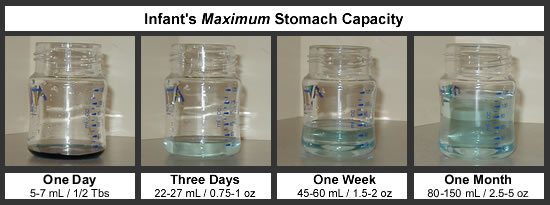 Infant's Maximum Stomach Capacity
One Day
5-7 mL / 1/2 Tbs
Three Days
22-27 mL / 0.75-1 oz
One Week
45-60 mL / 1.5-2 oz
One Month
80-150 mL / 2.5-5 oz